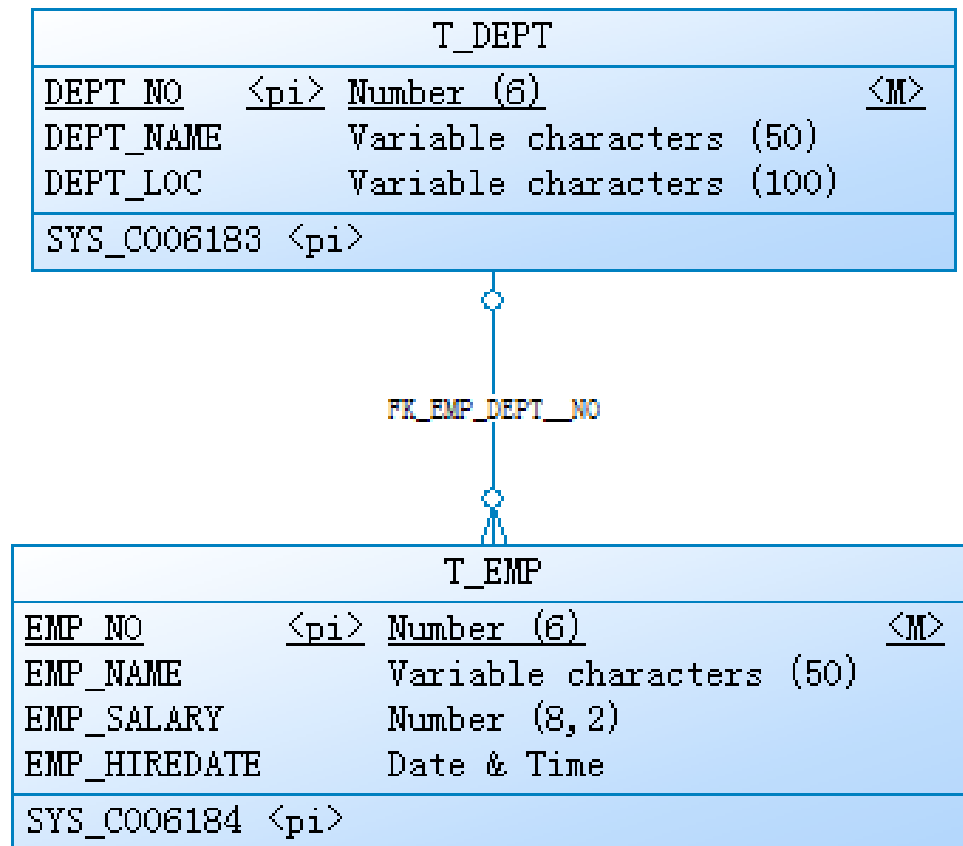 T_DEPT
DEPT_NO <pi> Number (6) <M>
DEPT_NAME Variable characters (50)
DEPT_LOC Variable characters (100)
SYS_C006183 <pi>
FK_EMP_DEPT__NO
T_EMP
EMP_NO <pi> Number (6) <M>
EMP_NAME Variable characters (50)
EMP_SALARY Number (8,2)
EMP_HIREDATE Date & Time
SYS_C006184 <pi>